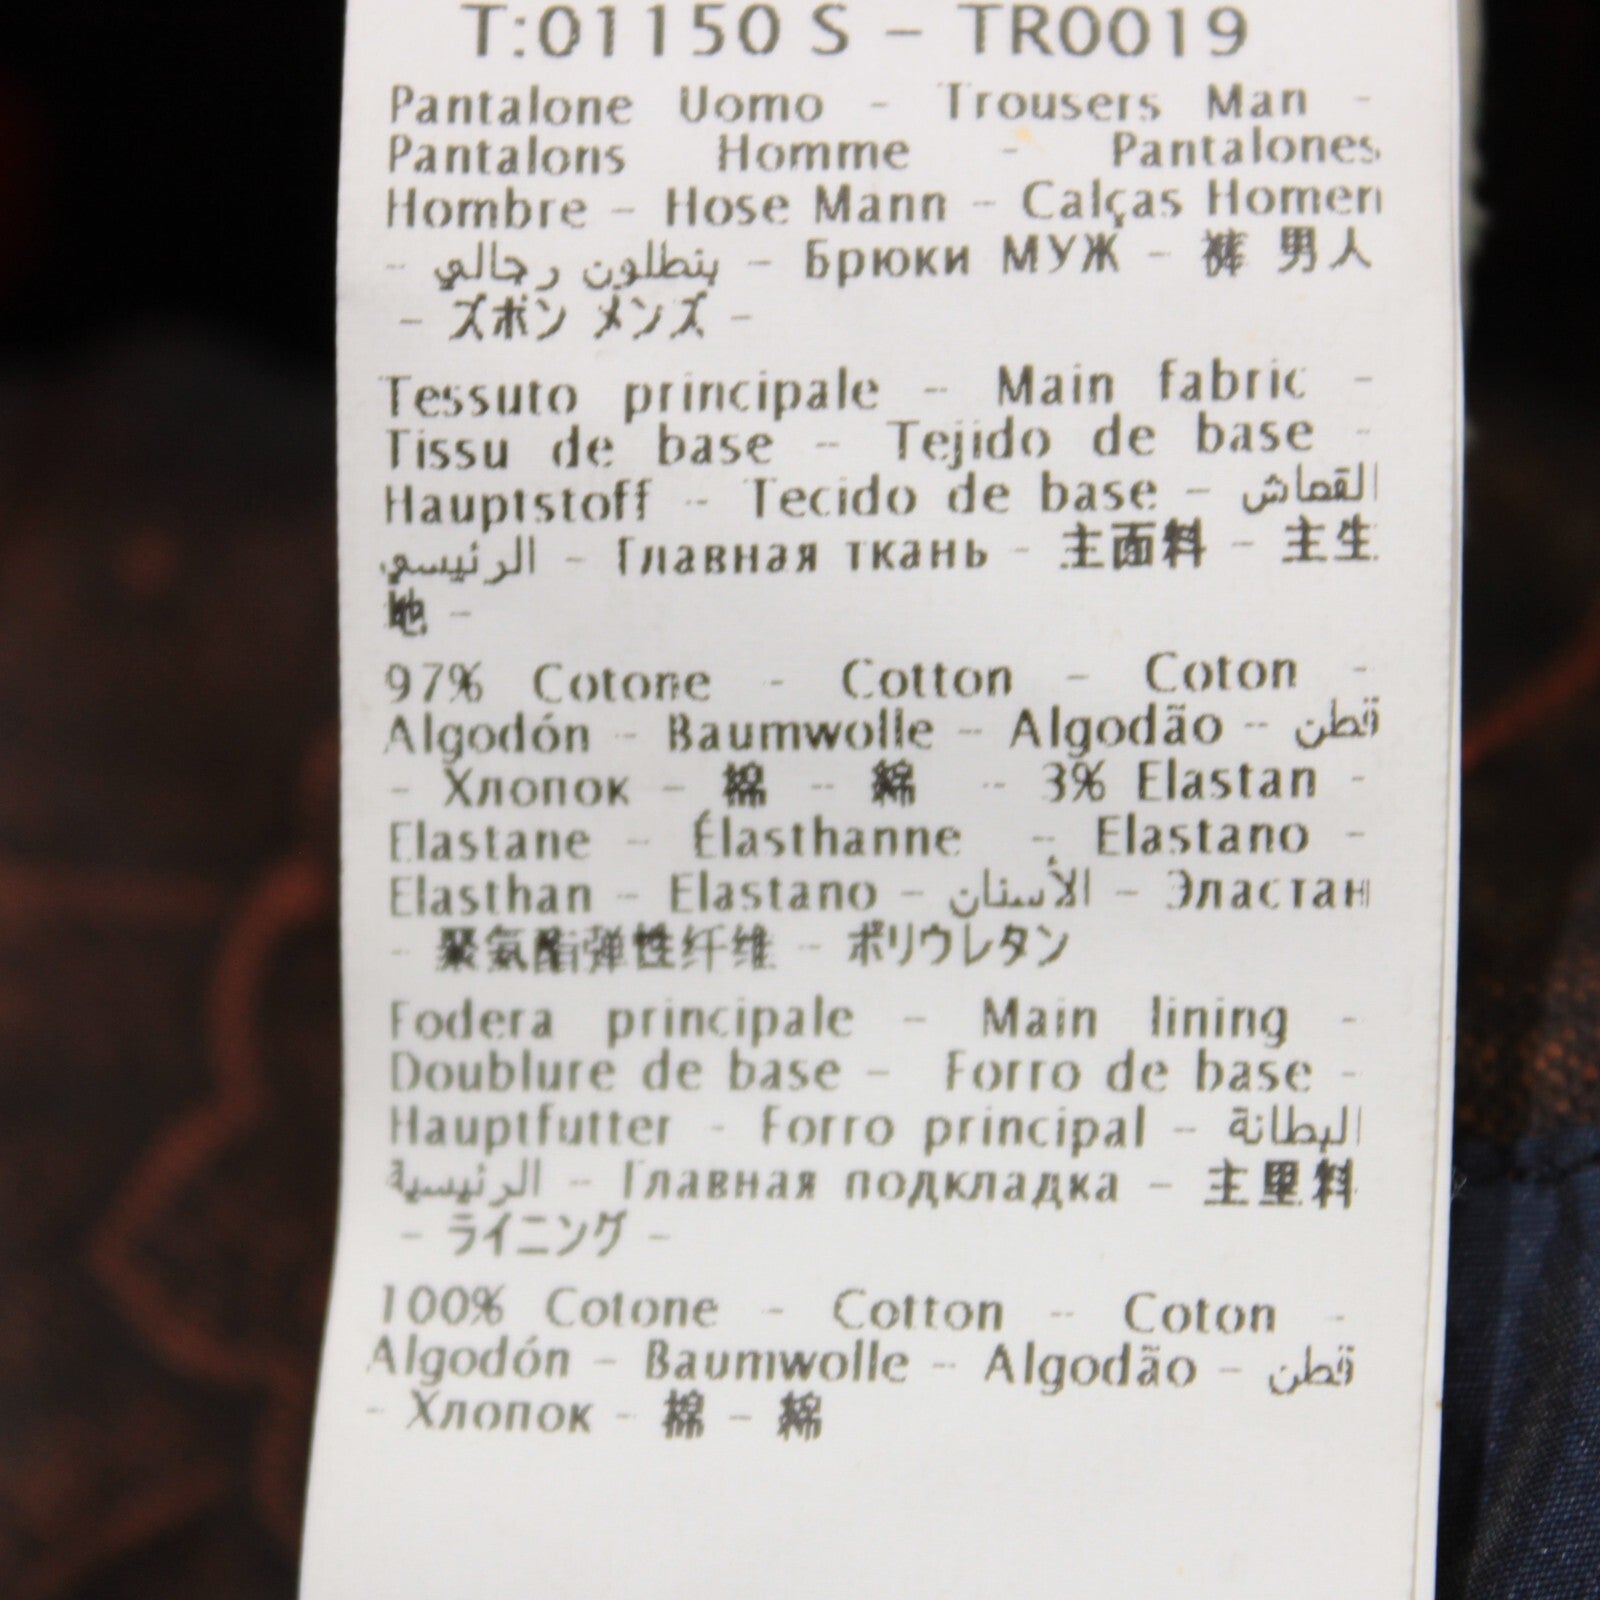 T:01150 S – TR0019
Pantalone Uomo - Trousers Man -
Pantalons Homme - Pantalones
Hombre – Hose Mann – Calças Homen
- بنطلون رجالي – Брюки МУЖ – 裤 男人
- ズボン メンズ -
Tessuto principale – Main fabric -
Tissu de base – Tejido de base -
Hauptstoff - Tecido de base – القماش
الرئيسي – Главная ткань – 主面料 – 主生
地 -
97% Cotone - Cotton - Coton -
Algodón - Baumwolle – Algodão – قطن
- Хлопок – 棉 – 綿 - 3% Elastan -
Elastane – Élasthanne - Elastano -
Elasthan – Elastano – الأستان – Эластан
- 聚氨酯弹性纤维 – ポリウレタン
Fodera principale – Main lining -
Doublure de base – Forro de base -
Hauptfutter - Forro principal – البطانة
الرئيسية – Главная подкладка – 主里料
- ライニング -
100% Cotone - Cotton - Coton -
Algodón – Baumwolle – Algodão – قطن
- Хлопок – 棉 – 綿